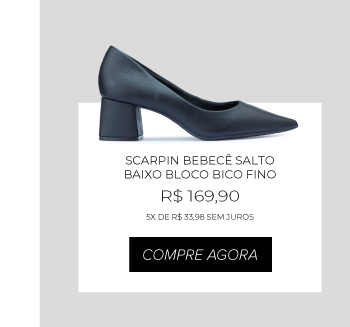 SCARPIN BEBECÊ SALTO
BAIXO BLOCO BICO FINO
R$ 169,90
5X DE R$ 33,98 SEM JUROS
COMPRE AGORA